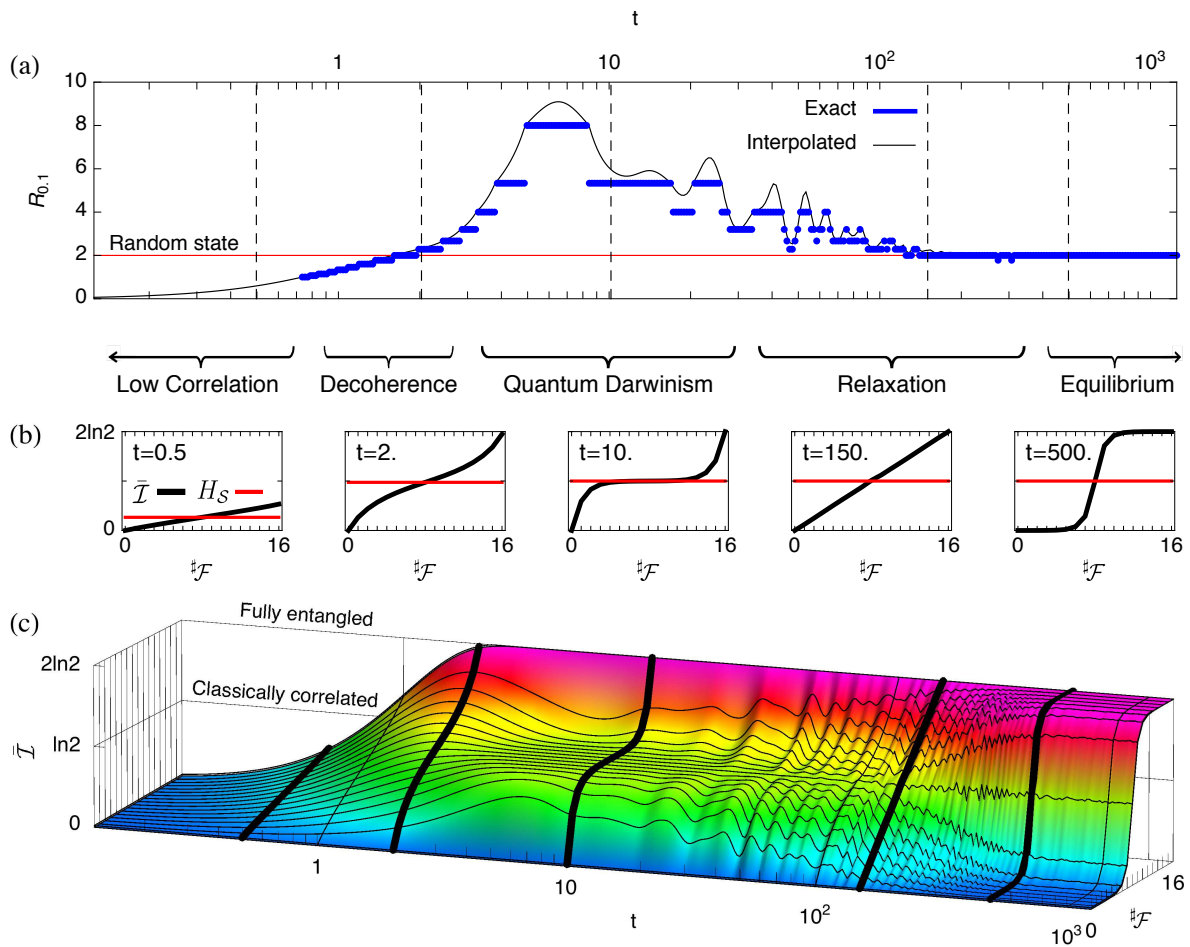 t
(a)
1 10 10² 10³
10
8
6
4
2
0
R₀.₁
Exact
Interpolated
Random state
Low Correlation Decoherence Quantum Darwinism Relaxation Equilibrium
(b)
2ln2
0
t=0.5 t=2. t=10. t=150. t=500.
Ī H𝒮
0 16 0 16 0 16 0 16 0 16
♯ℱ ♯ℱ ♯ℱ ♯ℱ ♯ℱ
(c)
Fully entangled
Classically correlated
2ln2
ln2
0
Ī
1 10 10² 10³
t
0 16
♯ℱ